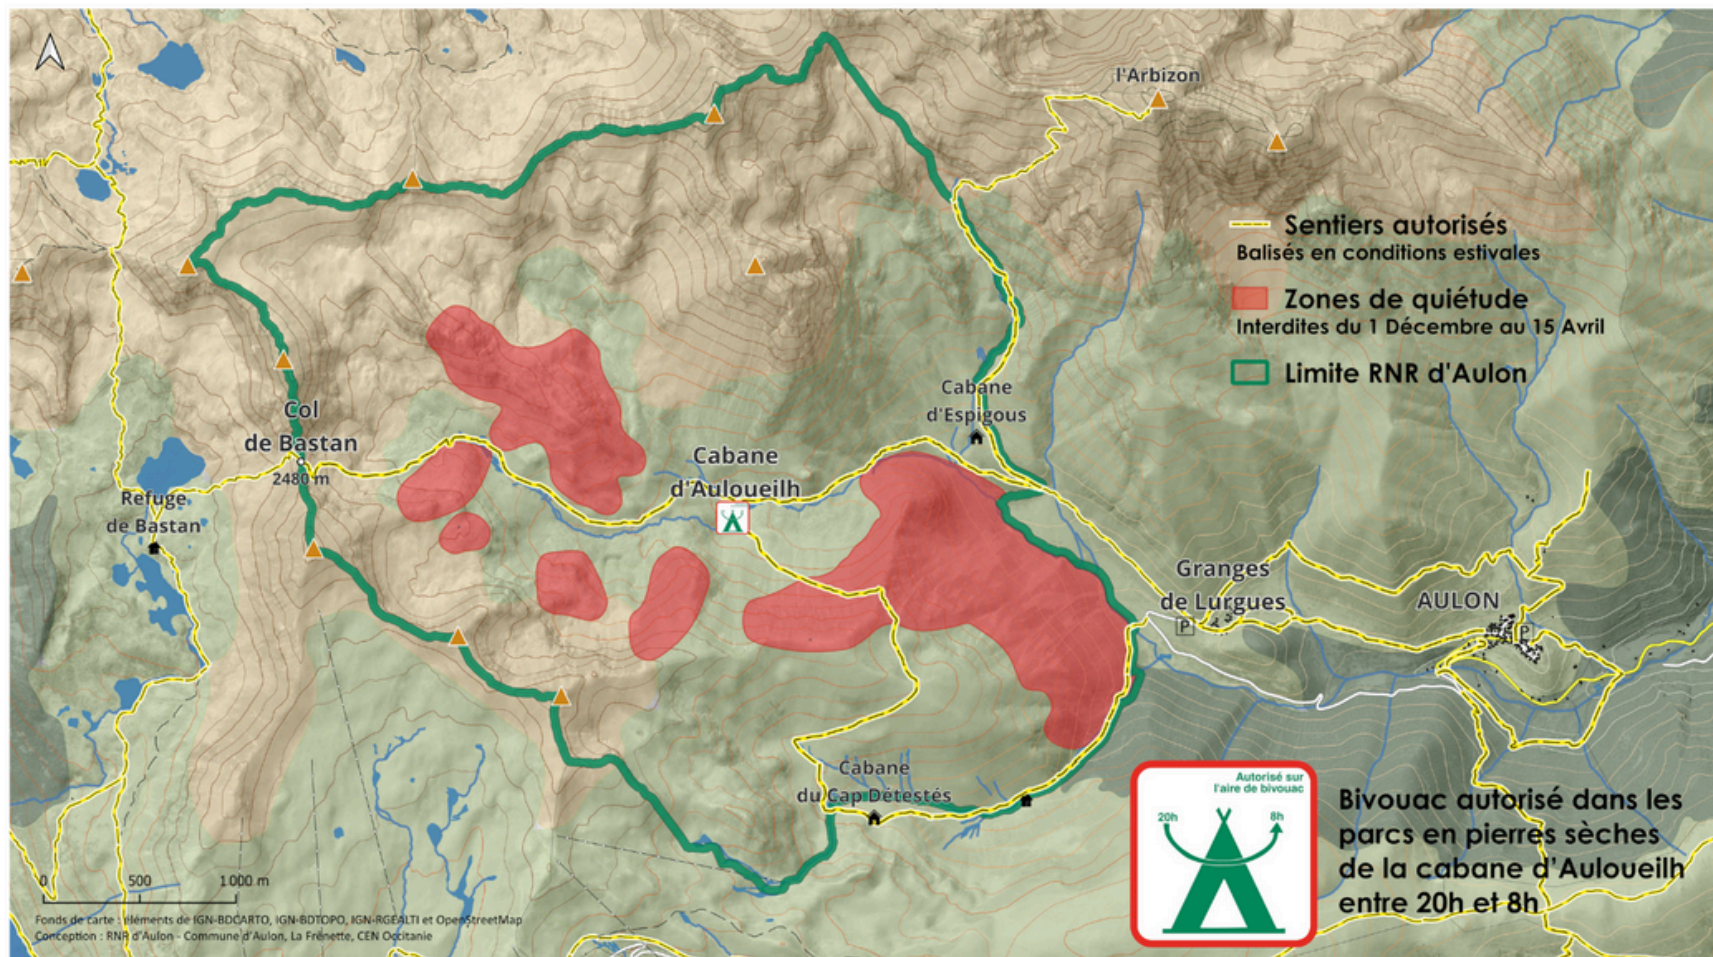 l'Arbizon
Sentiers autorisés
Balisés en conditions estivales
Zones de quiétude
Interdites du 1 Décembre au 15 Avril
Limite RNR d'Aulon
Cabane
d'Espigous
Col
de Bastan
2480 m
Cabane
d'Auloueilh
Refuge
de Bastan
Granges
de Lurgues
P
AULON
P
Cabane
du Cap Détestés
Autorisé sur
l'aire de bivouac
20h
8h
Bivouac autorisé dans les
parcs en pierres sèches
de la cabane d'Auloueilh
entre 20h et 8h
0 500 1000 m
Fonds de carte : éléments de IGN-BDCARTO, IGN-BDTOPO, IGN-RGEALTI et OpenStreetMap
Conception : RNR d'Aulon - Commune d'Aulon, La Frênette, CEN Occitanie